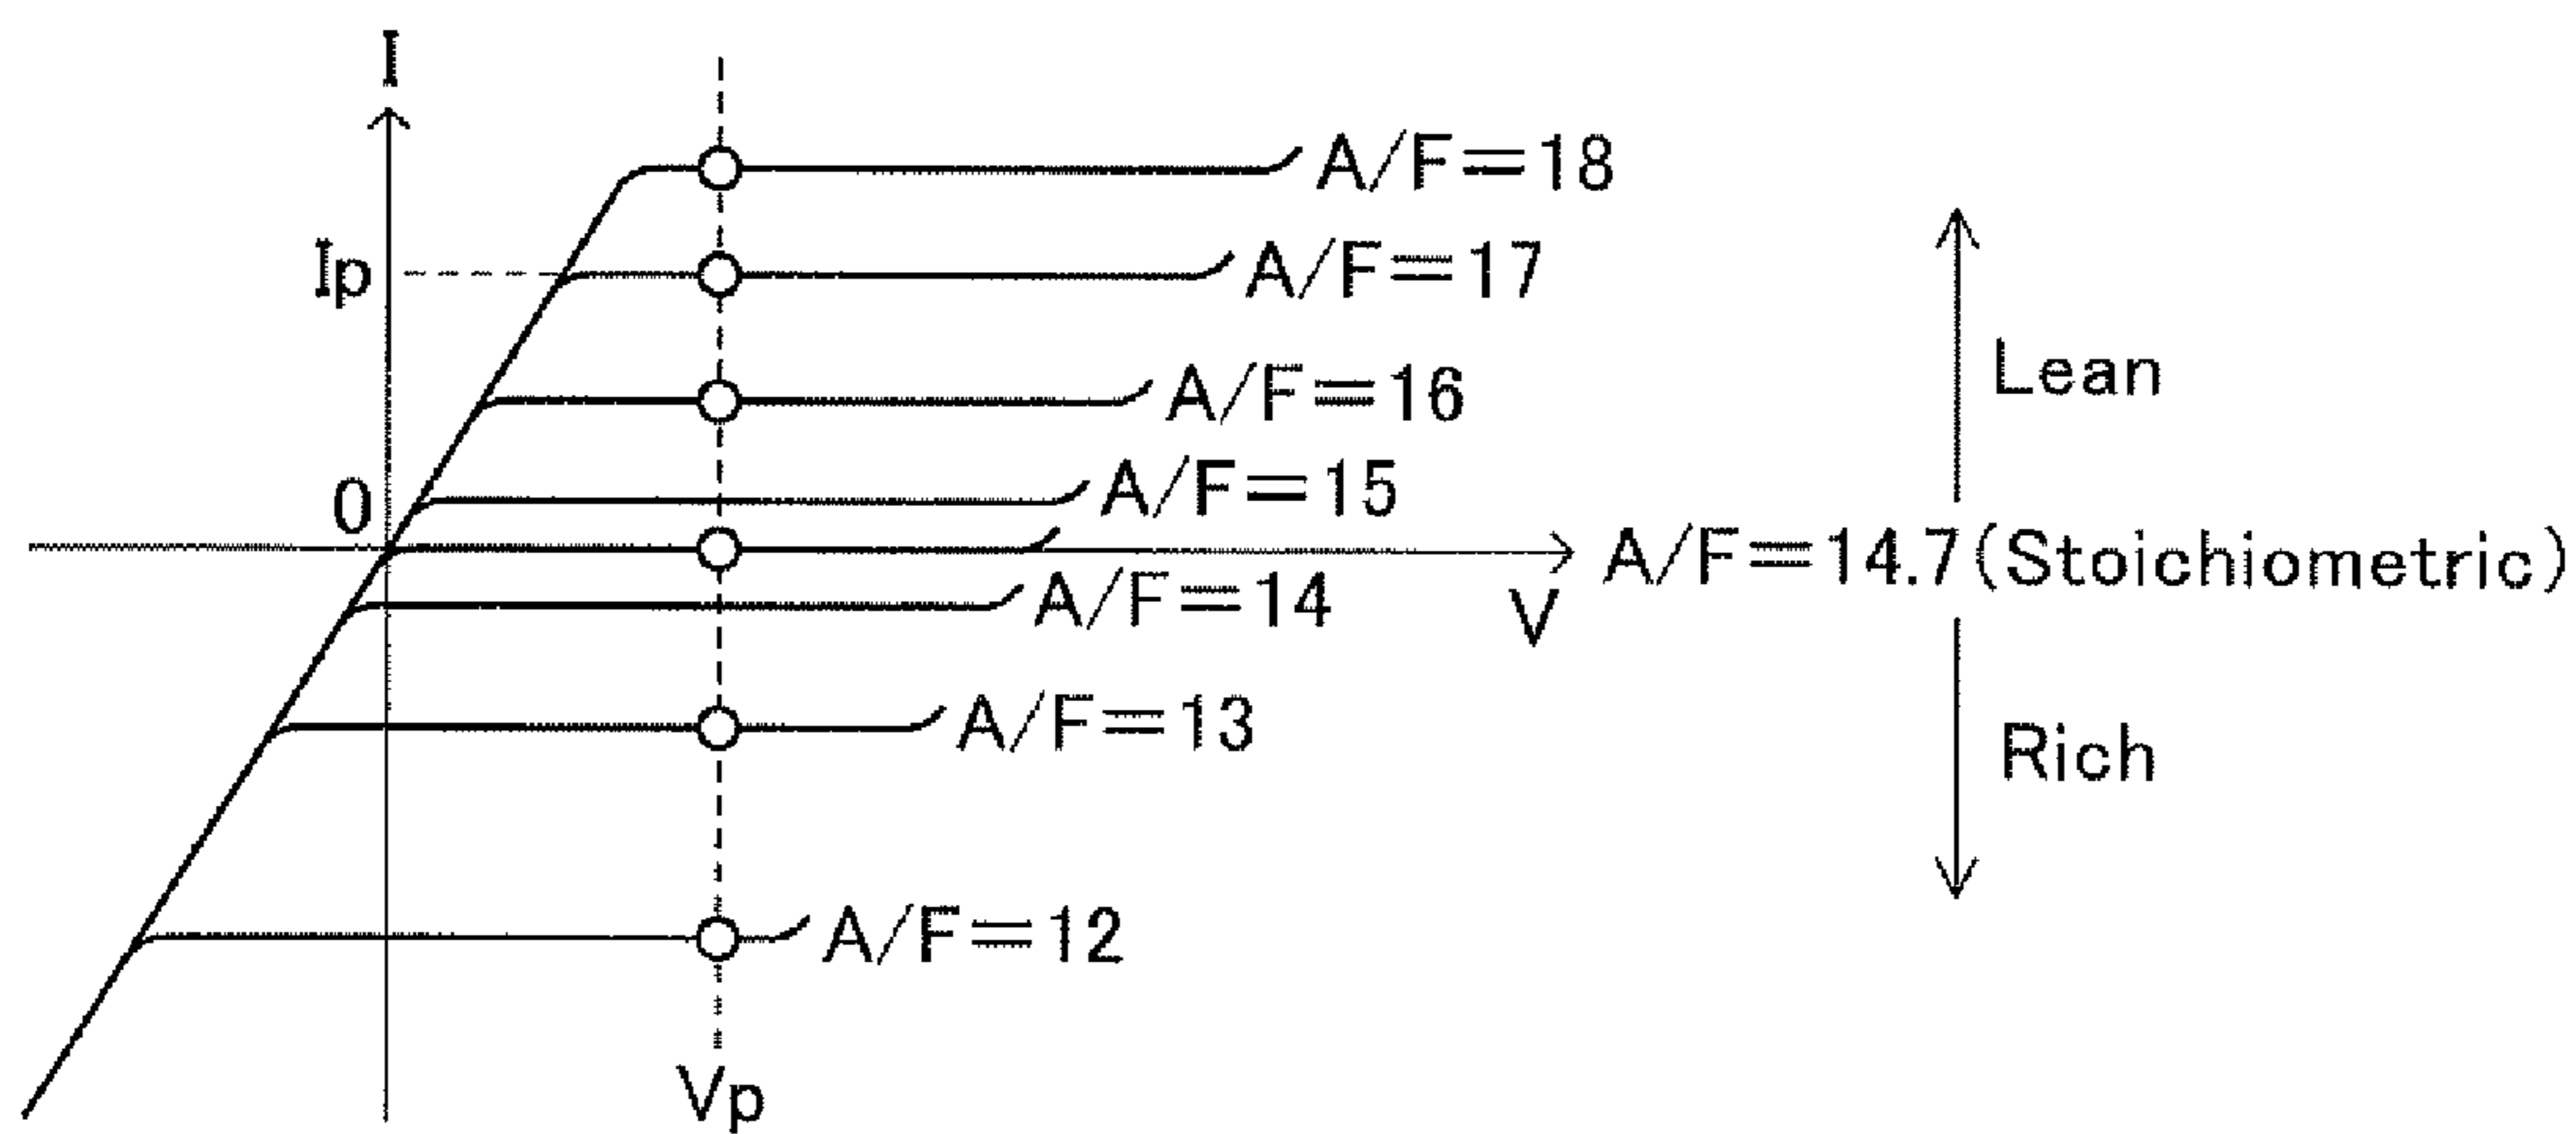 I
A/F=18
Ip
A/F=17
Lean
A/F=16
0
A/F=15
A/F=14.7(Stoichiometric)
A/F=14
V
A/F=13
Rich
A/F=12
Vp